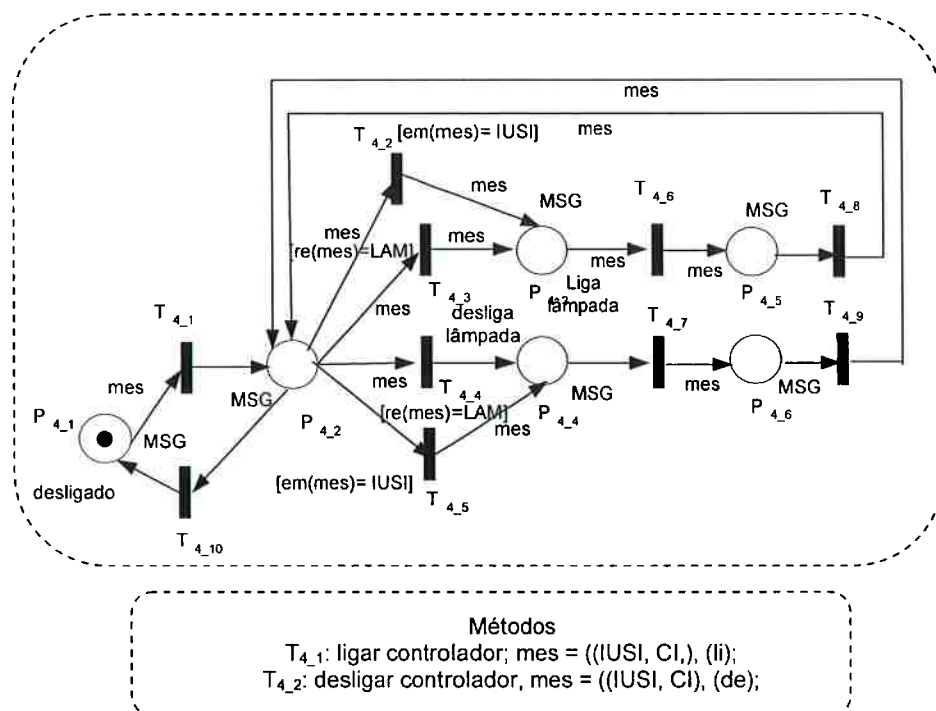 mes
mes
T 4_2 [em(mes)= IUSI]
mes
MSG
T 4_6
MSG
T 4_8
mes
[re(mes)=LAM]
mes
mes
mes
mes
T 4_3
Liga
P 4_5
lâmpada
T 4_1
desliga
lâmpada
T 4_7
T 4_9
mes
MSG
mes
T 4_4
MSG
mes
MSG
P 4_1
MSG
P 4_2
[re(mes)=LAM]
P 4_4
P 4_6
mes
desligado
[em(mes)= IUSI]
T 4_5
T 4_10
Métodos
T4_1: ligar controlador; mes = ((IUSI, CI,), (li);
T4_2: desligar controlador, mes = ((IUSI, CI), (de);